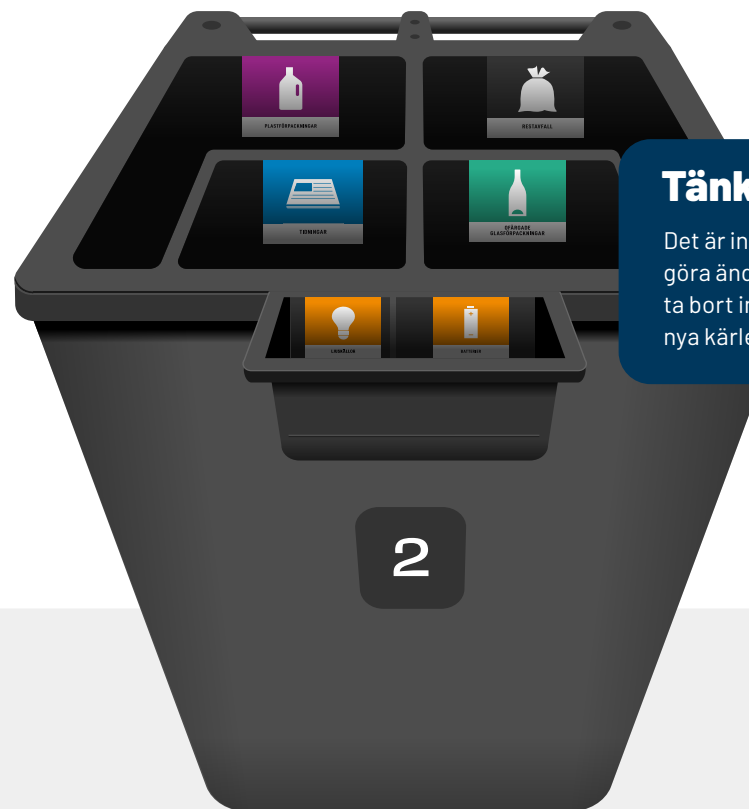 PLASTFÖRPACKNINGAR
RESTAVFALL
TIDNINGAR
OFÄRGADE
GLASFÖRPACKNINGAR
Tänk
Det är in
göra änd
ta bort in
nya kärle
LJUSKÄLLOR
BATTERIER
2